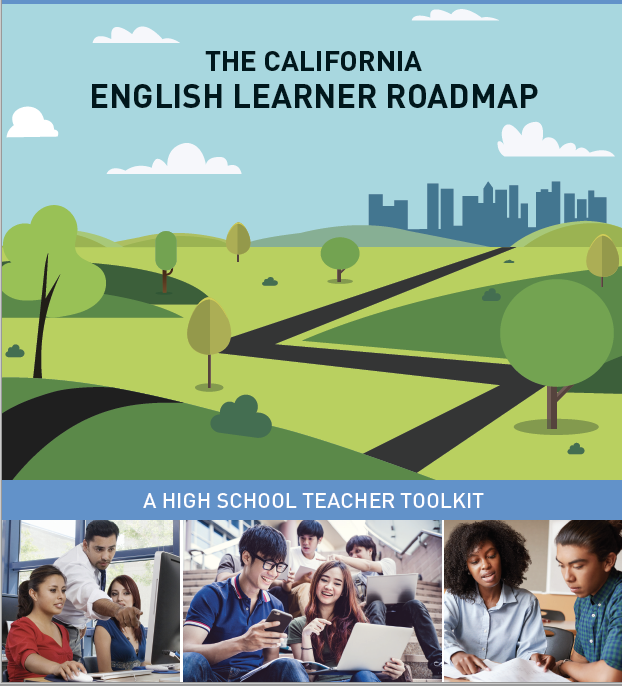 THE CALIFORNIA
ENGLISH LEARNER ROADMAP
A HIGH SCHOOL TEACHER TOOLKIT